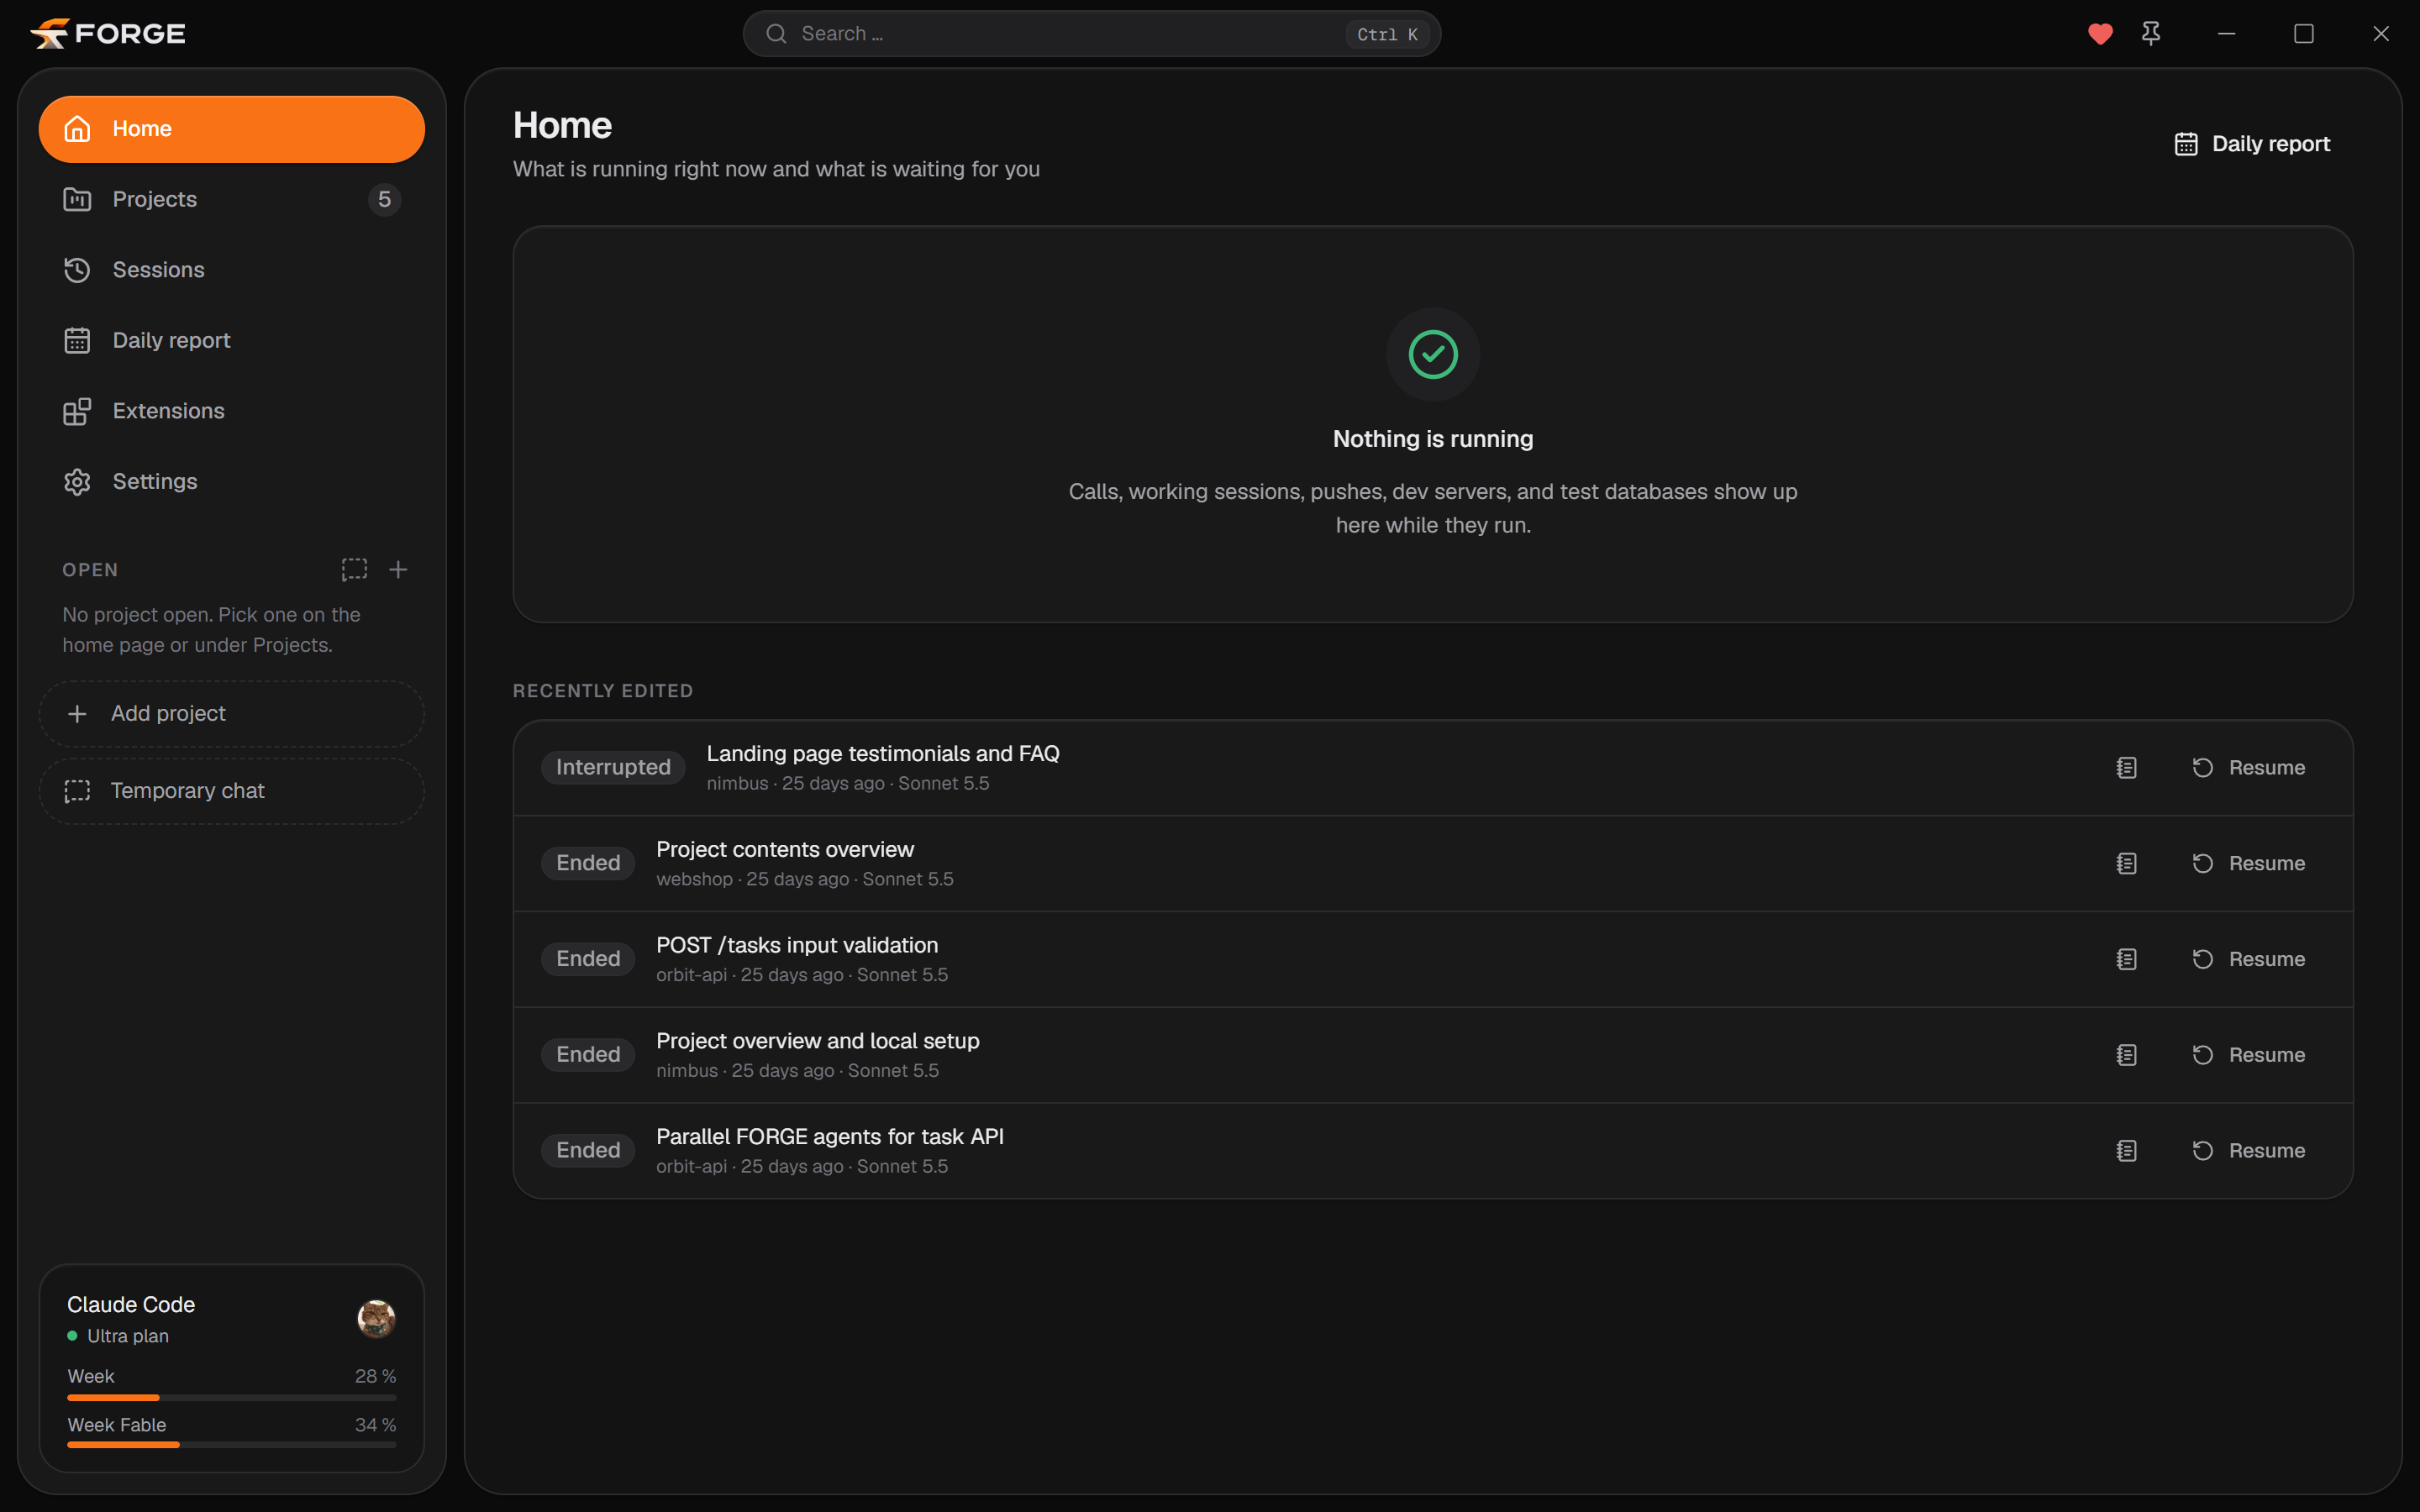 FORGE
Search …
Ctrl K
Home
Projects
5
Sessions
Daily report
Extensions
Settings
OPEN
No project open. Pick one on the
home page or under Projects.
Add project
Temporary chat
Claude Code
Ultra plan
Week
28 %
Week Fable
34 %
Home
What is running right now and what is waiting for you
Daily report
Nothing is running
Calls, working sessions, pushes, dev servers, and test databases show up
here while they run.
RECENTLY EDITED
Interrupted
Landing page testimonials and FAQ
nimbus · 25 days ago · Sonnet 5.5
Resume
Ended
Project contents overview
webshop · 25 days ago · Sonnet 5.5
Resume
Ended
POST /tasks input validation
orbit-api · 25 days ago · Sonnet 5.5
Resume
Ended
Project overview and local setup
nimbus · 25 days ago · Sonnet 5.5
Resume
Ended
Parallel FORGE agents for task API
orbit-api · 25 days ago · Sonnet 5.5
Resume